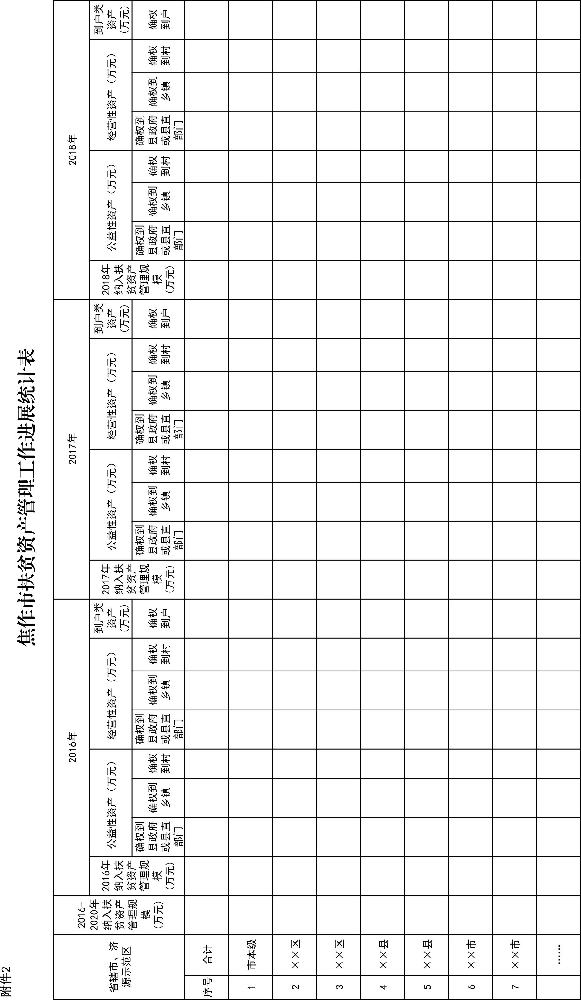 附件2
焦作市扶贫资产管理工作进展统计表
省辖市、济
源示范区
2016-
2020年
纳入扶
贫资产
管理规
模
(万元)
2016年
2017年
2018年
2016年
纳入扶
贫资产
管理规
模
(万元)
公益性资产（万元）
经营性资产（万元）
到户类
资产
(万元)
2017年
纳入扶
贫资产
管理规
模
(万元)
公益性资产（万元）
经营性资产（万元）
到户类
资产
(万元)
2018年
纳入扶
贫资产
管理规
模
(万元)
公益性资产（万元）
经营性资产（万元）
到户类
资产
(万元)
确权到
县政府
或县直
部门
确权到
乡镇
确权
到村
确权到
县政府
或县直
部门
确权到
乡镇
确权
到村
确权
到户
确权到
县政府
或县直
部门
确权到
乡镇
确权
到村
确权到
县政府
或县直
部门
确权到
乡镇
确权
到村
确权
到户
确权到
县政府
或县直
部门
确权到
乡镇
确权
到村
确权到
县政府
或县直
部门
确权到
乡镇
确权
到村
确权
到户
序号 合计
1 市本级
2 ××区
3 ××区
4 ××县
5 ××县
6 ××市
7 ××市
……